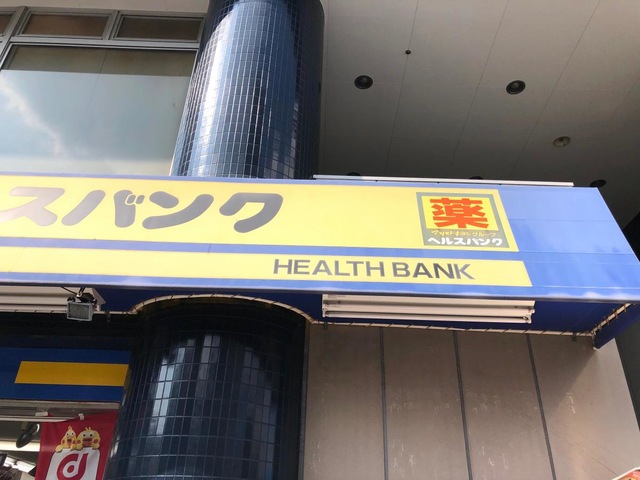 スバンク
薬
マツモトキヨシグループ
ヘルスバンク
HEALTH BANK
d